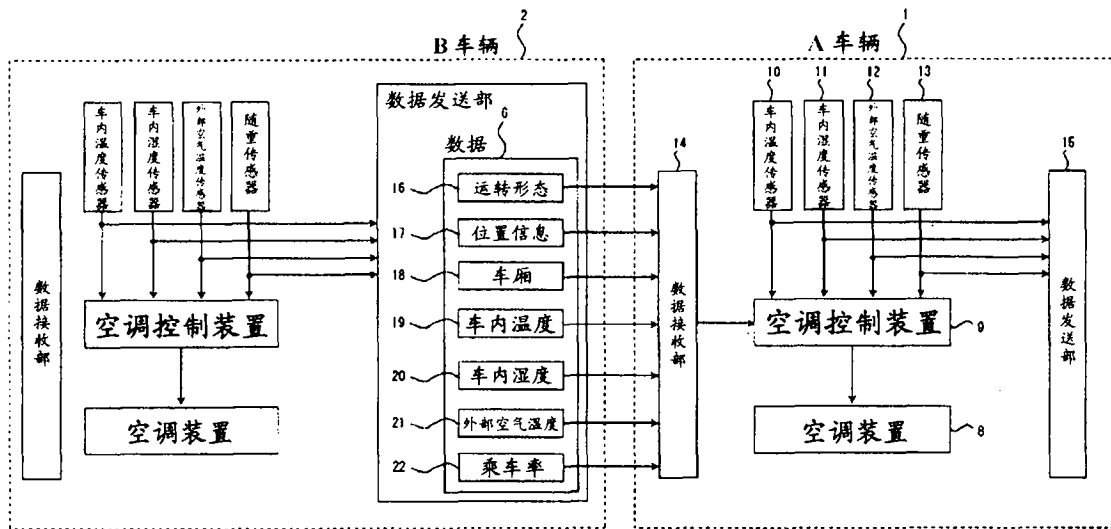 B 车辆
2
A 车辆
1
车内温度传感器
车内湿度传感器
外部空气温度传感器
随重传感器
数据接收部
空调控制装置
空调装置
数据发送部
数据
6
16
运转形态
17
位置信息
18
车厢
19
车内温度
20
车内湿度
21
外部空气温度
22
乘车率
14
数据接收部
10
11
12
13
车内温度传感器
车内湿度传感器
外部空气温度传感器
随重传感器
空调控制装置
9
空调装置
8
15
数据发送部